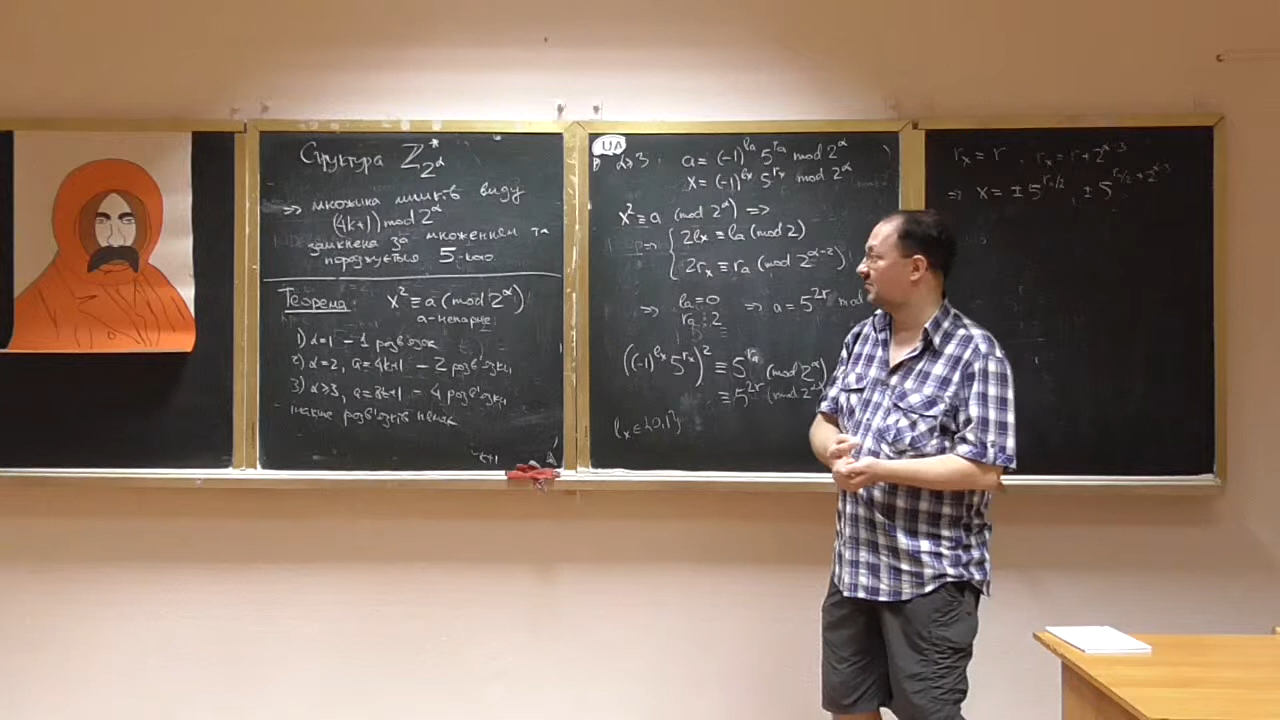 Структура ℤ*_{2^α}
=> множина лишків виду
(4k+1) mod 2^α
замкнена за множенням та
породжується 5-кою
Теорема: x² ≡ a (mod 2^α)
a - непарне
1) α=1 - 1 розв'язок
2) α=2, a=4k+1 - 2 розв'язки
3) α≥3, a=8k+1 - 4 розв'язки
інакше розв'язків немає
k+1
UA
α≥3 a = (-1)^{l_a} 5^{r_a} mod 2^α
x = (-1)^{l_x} 5^{r_x} mod 2^α
x² ≡ a (mod 2^α) =>
=> { 2l_x ≡ l_a (mod 2)
2r_x ≡ r_a (mod 2^{α-2})
=> l_a = 0 => a = 5^{2r} mod
r_a ⋮ 2
((-1)^{l_x} 5^{r_x})² ≡ 5^{r_a} (mod 2^α)
≡ 5^{2r} (mod 2^α)
l_x ∈ {0,1}
r_x = r, r_x = r + 2^{α-3}
=> x = ± 5^{r_a/2}, ± 5^{r_a/2 + 2^{α-3}}